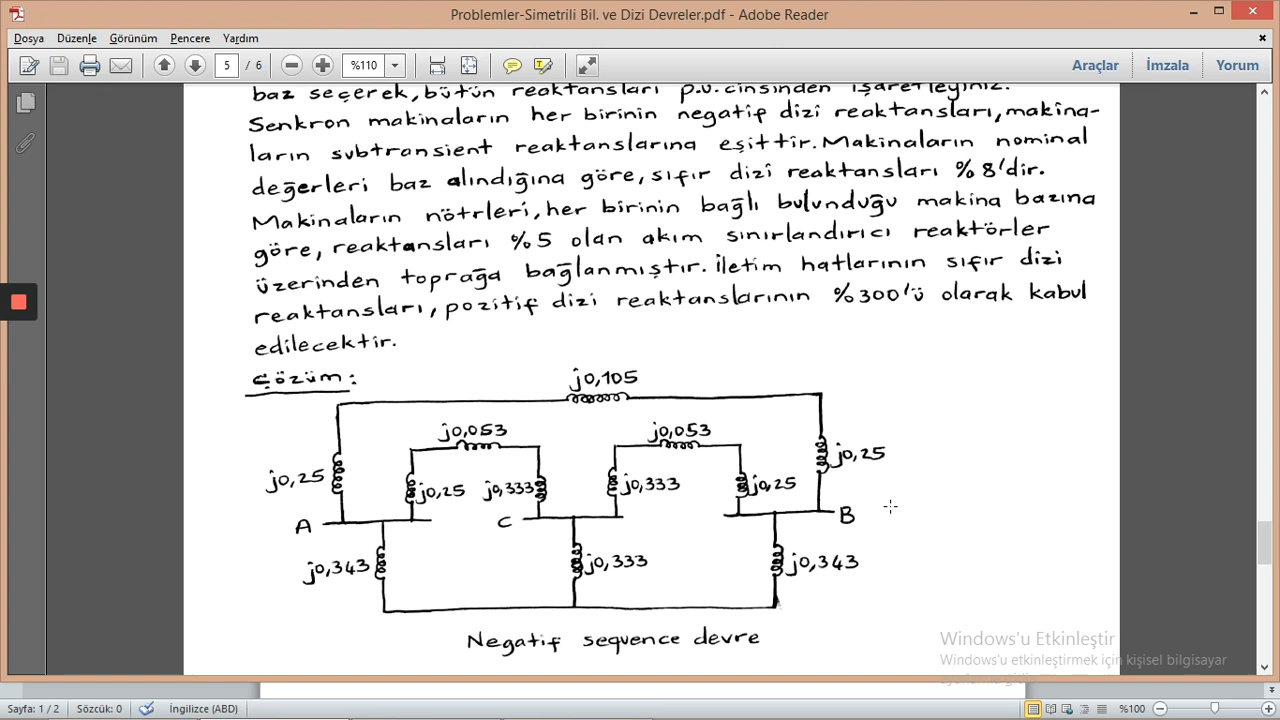 Problemler-Simetrili Bil. ve Dizi Devreler.pdf - Adobe Reader
Dosya Düzenle Görünüm Pencere Yardım
5 / 6 %110 Araçlar İmzala Yorum
baz seçerek, bütün reaktansları p.u. cinsinden işaretleyiniz.
Senkron makinaların her birinin negatif dizi reaktansları, makina-
ların subtransient reaktanslarına eşittir. Makinaların nominal
değerleri baz alındığına göre, sıfır dizi reaktansları %8'dir.
Makinaların nötrleri, her birinin bağlı bulunduğu makina bazına
göre, reaktansları %5 olan akım sınırlandırıcı reaktörler
üzerinden toprağa bağlanmıştır. İletim hatlarının sıfır dizi
reaktansları, pozitif dizi reaktanslarının %300'ü olarak kabul
edilecektir.
Çözüm:
j0,105
j0,053 j0,053
j0,25 j0,25 j0,333 j0,333 j0,25 j0,25
A C B
j0,343 j0,333 j0,343
Negatif sequence devre
Windows'u Etkinleştir
Windows'u etkinleştirmek için kişisel bilgisayar
Sayfa: 1 / 2 Sözcük: 0 İngilizce (ABD) %100